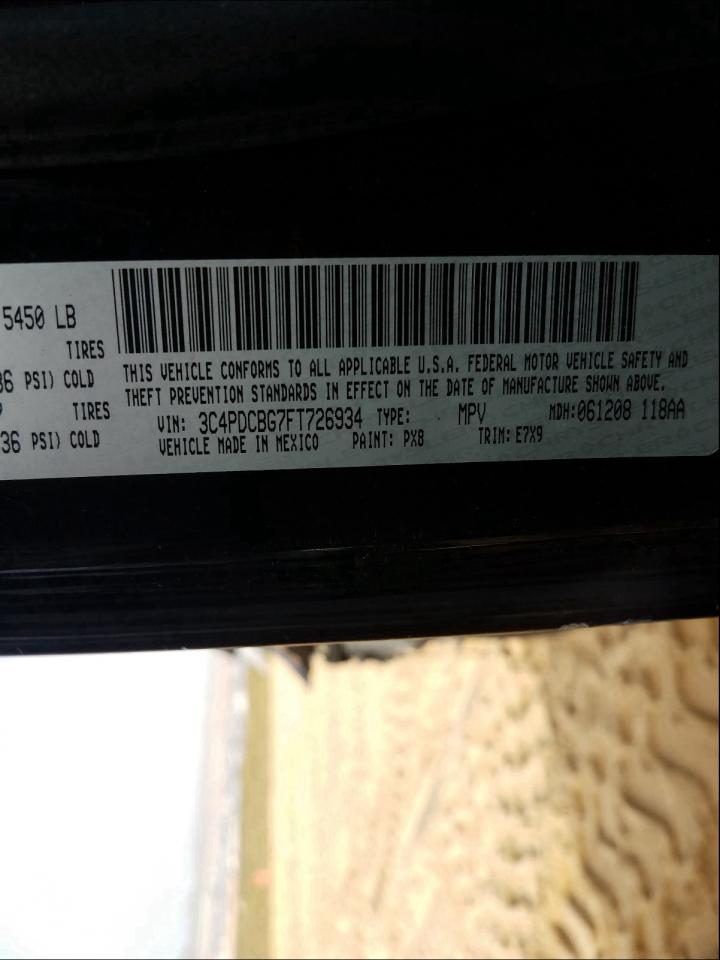 5450 LB
TIRES
36 PSI) COLD
TIRES
36 PSI) COLD
THIS VEHICLE CONFORMS TO ALL APPLICABLE U.S.A. FEDERAL MOTOR VEHICLE SAFETY AND
THEFT PREVENTION STANDARDS IN EFFECT ON THE DATE OF MANUFACTURE SHOWN ABOVE.
VIN: 3C4PDCBG7FT726934 TYPE: MPV MDH:061208 118AA
VEHICLE MADE IN MEXICO PAINT: PX8 TRIM: E7X9